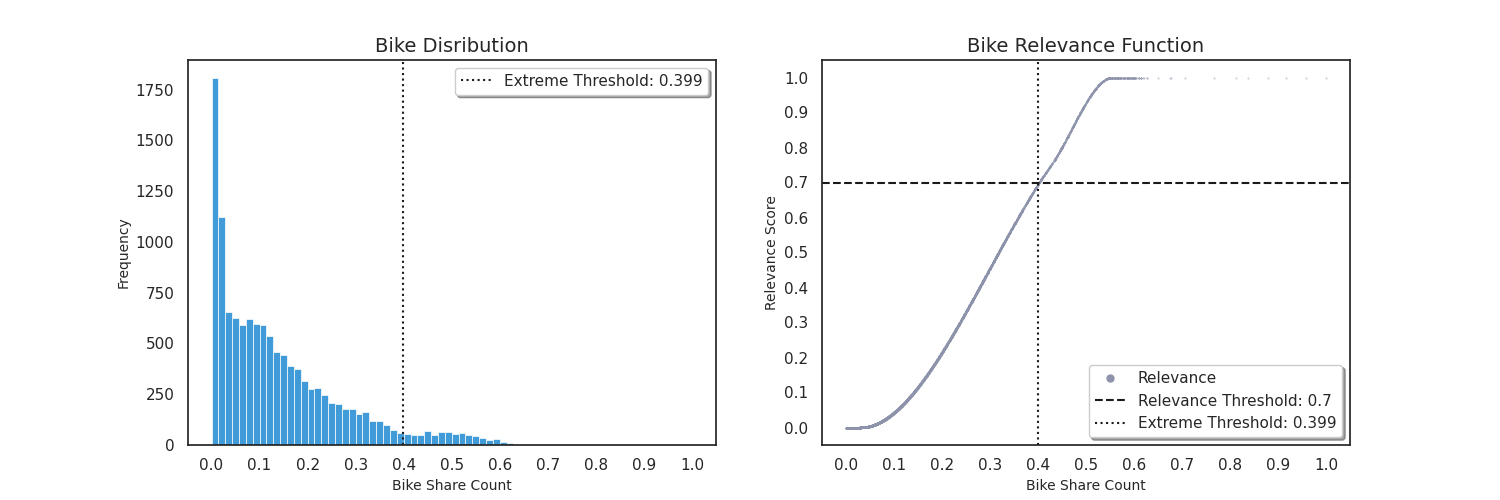 Bike Disribution
Extreme Threshold: 0.399
1750
1500
1250
1000
750
500
250
0
Frequency
0.0 0.1 0.2 0.3 0.4 0.5 0.6 0.7 0.8 0.9 1.0
Bike Share Count
Bike Relevance Function
1.0
0.9
0.8
0.7
0.6
0.5
0.4
0.3
0.2
0.1
0.0
Relevance Score
Relevance
Relevance Threshold: 0.7
Extreme Threshold: 0.399
0.0 0.1 0.2 0.3 0.4 0.5 0.6 0.7 0.8 0.9 1.0
Bike Share Count